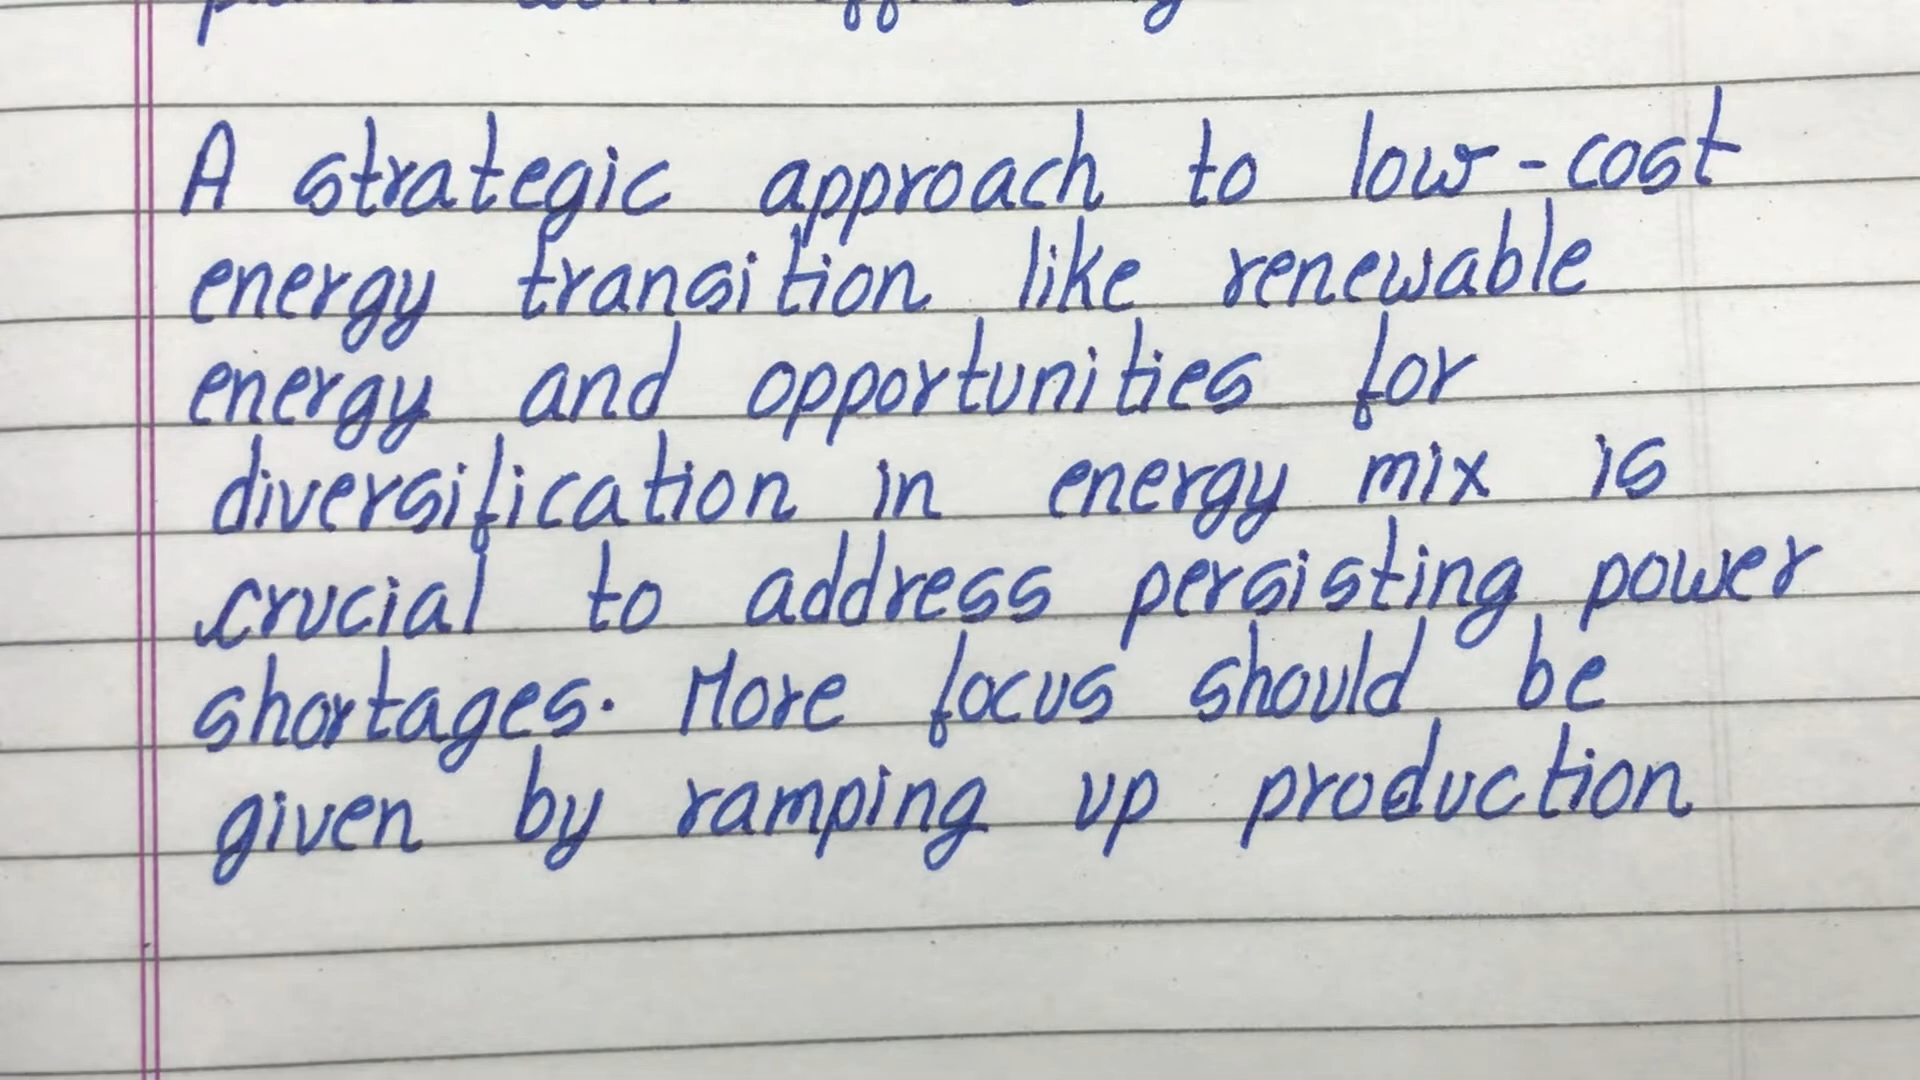 A strategic approach to low-cost
energy transition like renewable
energy and opportunities for
diversification in energy mix is
crucial to address persisting power
shortages. More focus should be
given by ramping up production